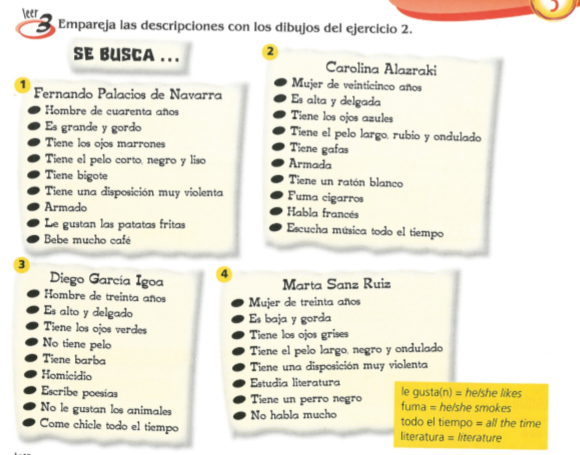 leer
3 Empareja las descripciones con los dibujos del ejercicio 2.
SE BUSCA ...
1
Fernando Palacios de Navarra
Hombre de cuarenta años
Es grande y gordo
Tiene los ojos marrones
Tiene el pelo corto, negro y liso
Tiene bigote
Tiene una disposición muy violenta
Armado
Le gustan las patatas fritas
Bebe mucho café
2
Carolina Alazraki
Mujer de veinticinco años
Es alta y delgada
Tiene los ojos azules
Tiene el pelo largo, rubio y ondulado
Tiene gafas
Armada
Tiene un ratón blanco
Fuma cigarros
Habla francés
Escucha música todo el tiempo
3
Diego García Igoa
Hombre de treinta años
Es alto y delgado
Tiene los ojos verdes
No tiene pelo
Tiene barba
Homicidio
Escribe poesías
No le gustan los animales
Come chicle todo el tiempo
4
Marta Sanz Ruiz
Mujer de treinta años
Es baja y gorda
Tiene los ojos grises
Tiene el pelo largo, negro y ondulado
Tiene una disposición muy violenta
Estudia literatura
Tiene un perro negro
No habla mucho
le gusta(n) = he/she likes
fuma = he/she smokes
todo el tiempo = all the time
literatura = literature